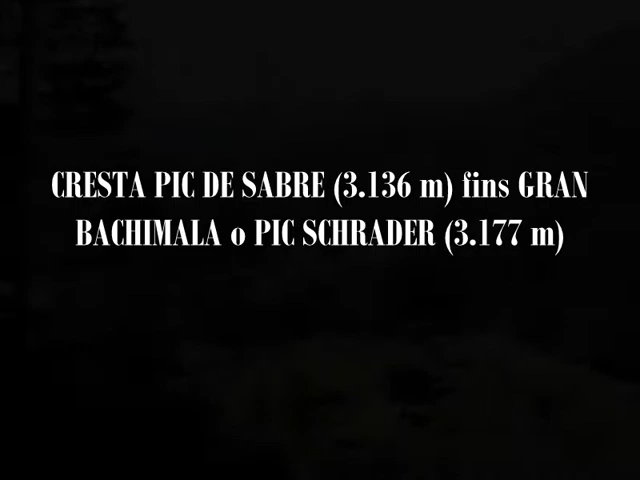 CRESTA PIC DE SABRE (3.136 m) fins GRAN
BACHIMALA o PIC SCHRADER (3.177 m)